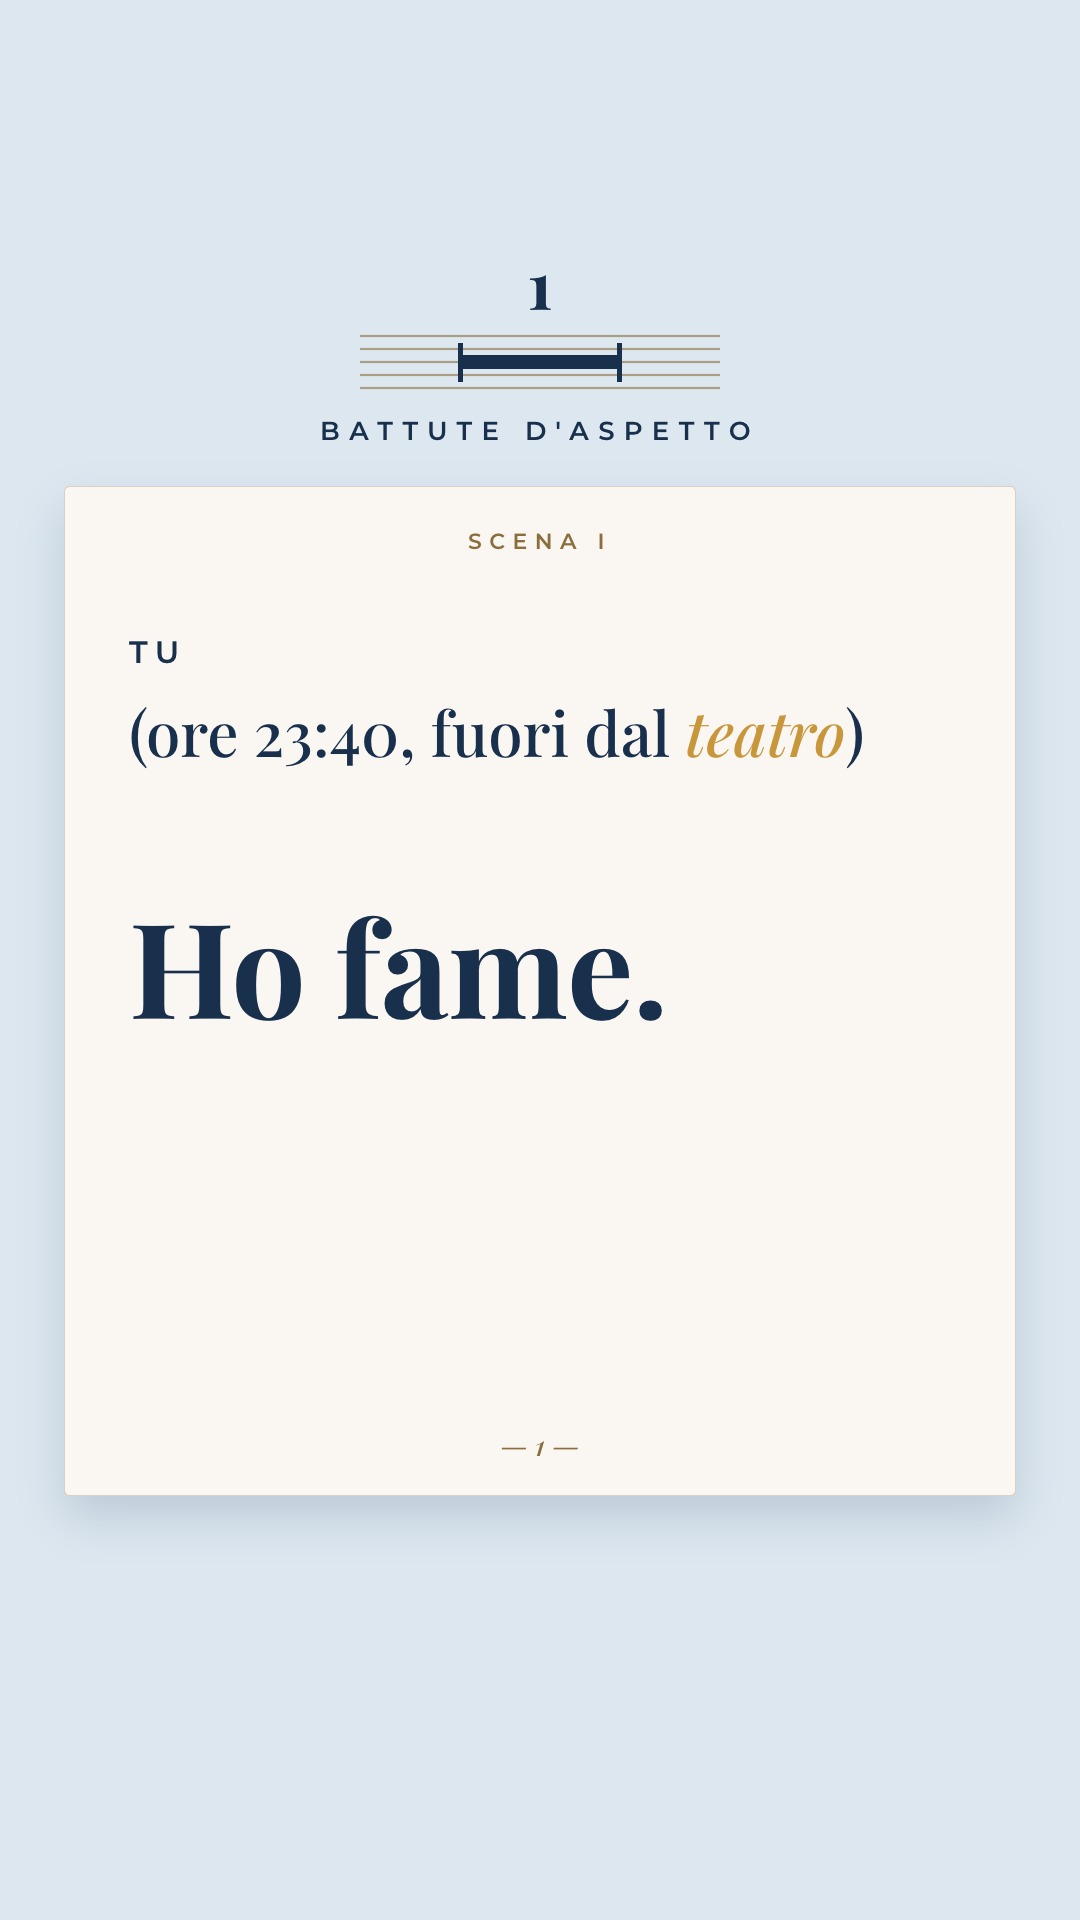 1
BATTUTE D'ASPETTO
SCENA I
TU
(ore 23:40, fuori dal teatro)
Ho fame.
— 1 —